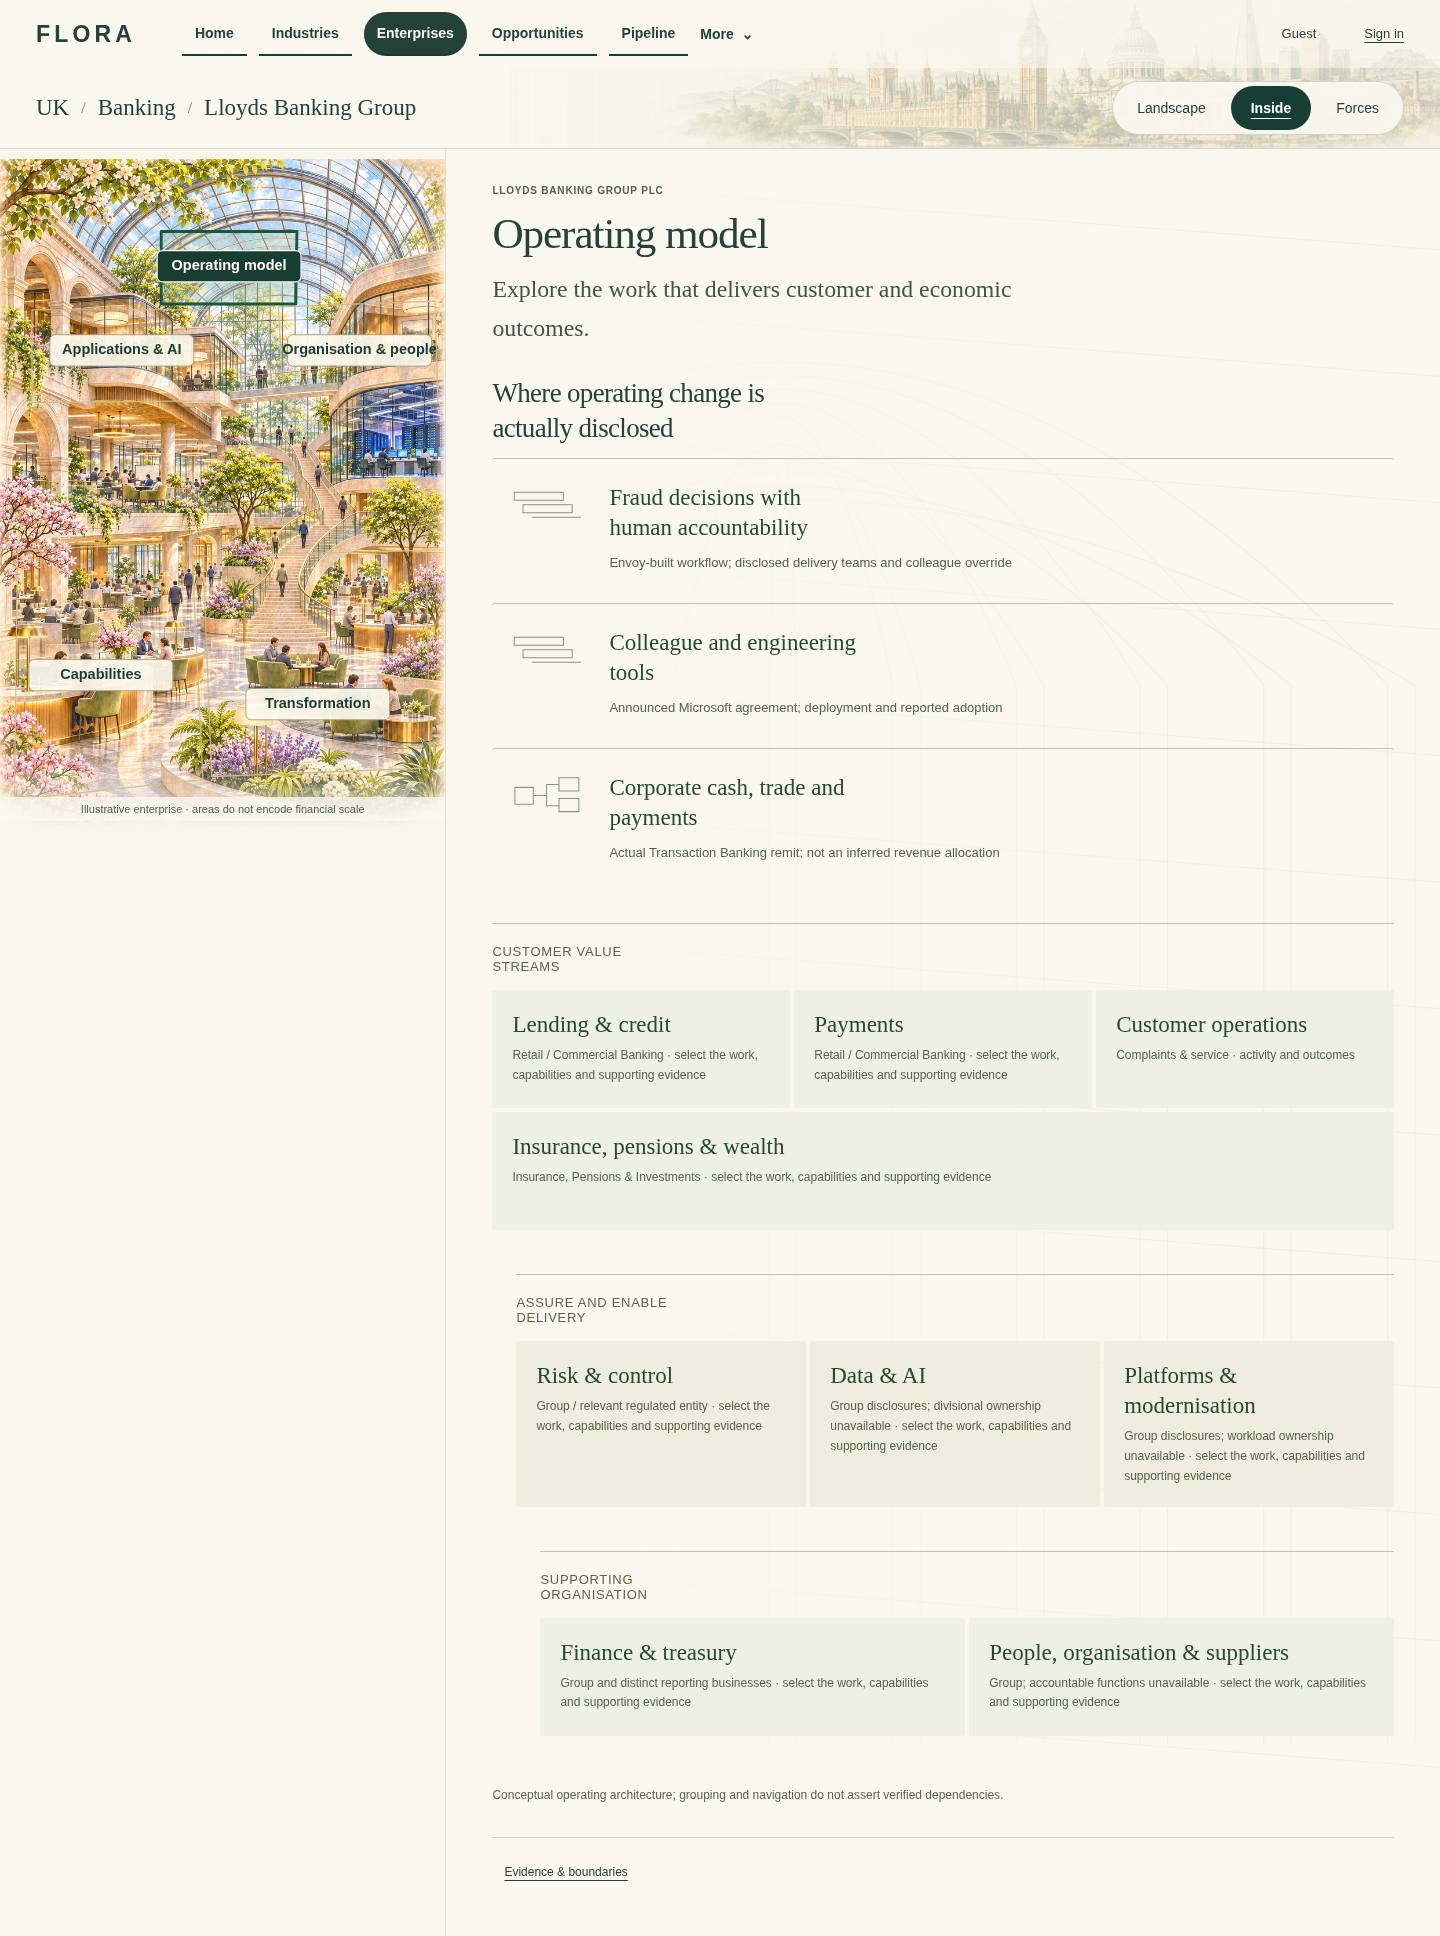 FLORA
Home
Industries
Enterprises
Opportunities
Pipeline
More
Guest
Sign in
UK / Banking / Lloyds Banking Group
Landscape
Inside
Forces
Operating model
Applications & AI
Organisation & people
Capabilities
Transformation
Illustrative enterprise · areas do not encode financial scale
LLOYDS BANKING GROUP PLC
Operating model
Explore the work that delivers customer and economic
outcomes.
Where operating change is
actually disclosed
Fraud decisions with
human accountability
Envoy-built workflow; disclosed delivery teams and colleague override
Colleague and engineering
tools
Announced Microsoft agreement; deployment and reported adoption
Corporate cash, trade and
payments
Actual Transaction Banking remit; not an inferred revenue allocation
CUSTOMER VALUE
STREAMS
Lending & credit
Retail / Commercial Banking · select the work,
capabilities and supporting evidence
Payments
Retail / Commercial Banking · select the work,
capabilities and supporting evidence
Customer operations
Complaints & service · activity and outcomes
Insurance, pensions & wealth
Insurance, Pensions & Investments · select the work, capabilities and supporting evidence
ASSURE AND ENABLE
DELIVERY
Risk & control
Group / relevant regulated entity · select the
work, capabilities and supporting evidence
Data & AI
Group disclosures; divisional ownership
unavailable · select the work, capabilities and
supporting evidence
Platforms &
modernisation
Group disclosures; workload ownership
unavailable · select the work, capabilities and
supporting evidence
SUPPORTING
ORGANISATION
Finance & treasury
Group and distinct reporting businesses · select the work, capabilities
and supporting evidence
People, organisation & suppliers
Group; accountable functions unavailable · select the work, capabilities
and supporting evidence
Conceptual operating architecture; grouping and navigation do not assert verified dependencies.
Evidence & boundaries